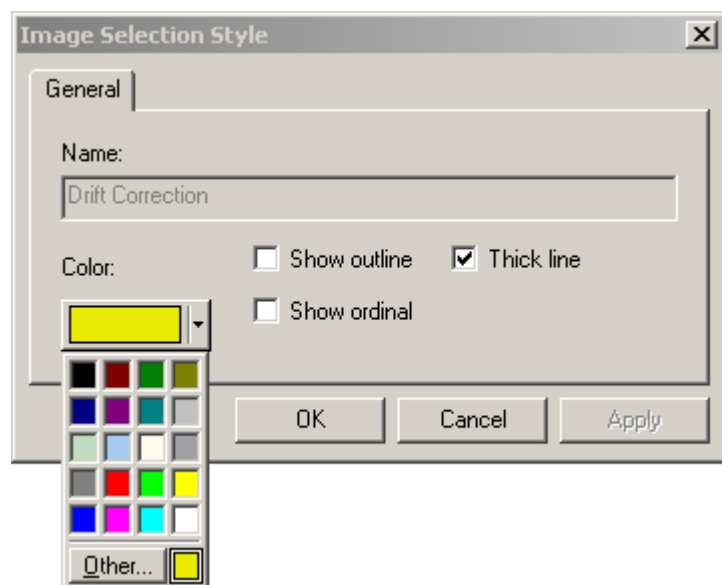 Image Selection Style
General
Name:
Drift Correction
Color:
Show outline
Thick line
Show ordinal
OK
Cancel
Apply
Other...